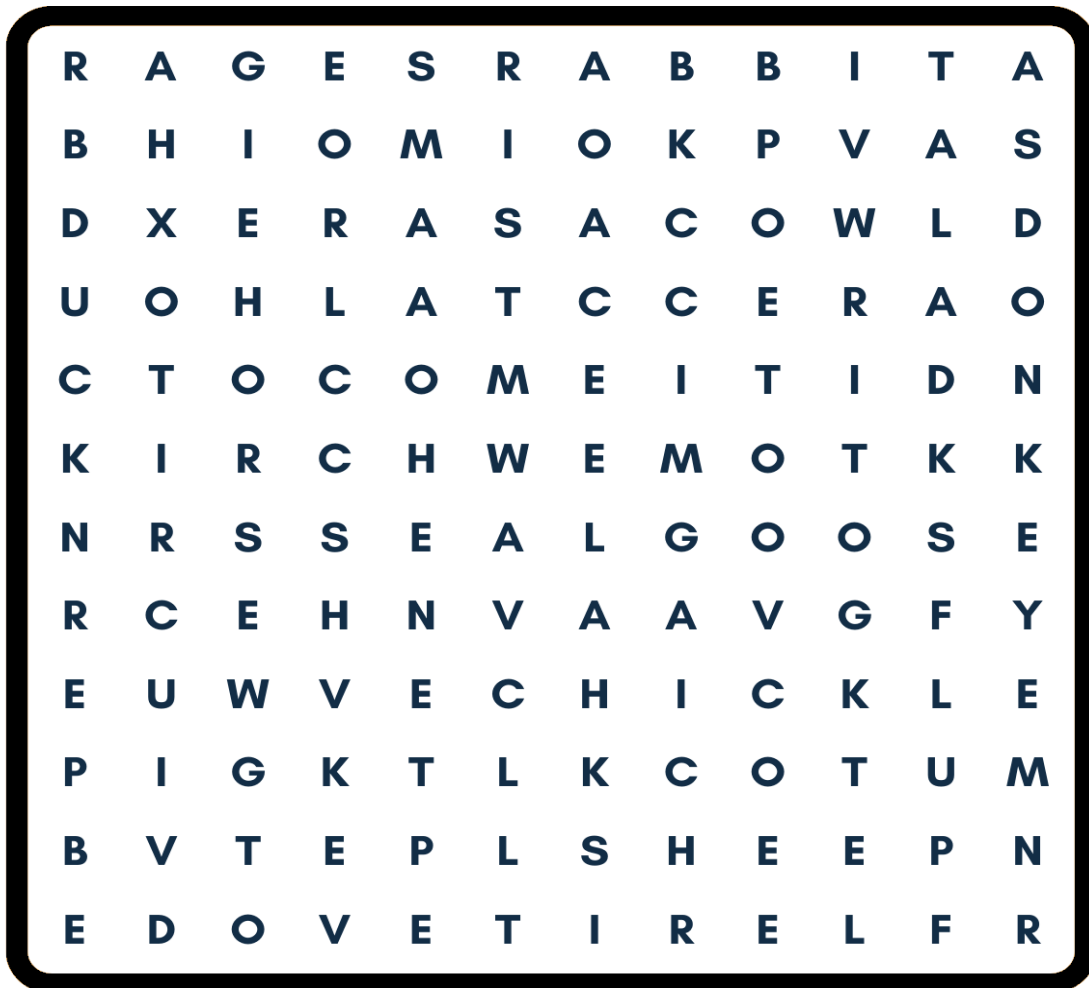 R A G E S R A B B I T A
B H I O M I O K P V A S
D X E R A S A C O W L D
U O H L A T C C E R A O
C T O C O M E I T I D N
K I R C H W E M O T K K
N R S S E A L G O O S E
R C E H N V A A V G F Y
E U W V E C H I C K L E
P I G K T L K C O T U M
B V T E P L S H E E P N
E D O V E T I R E L F R